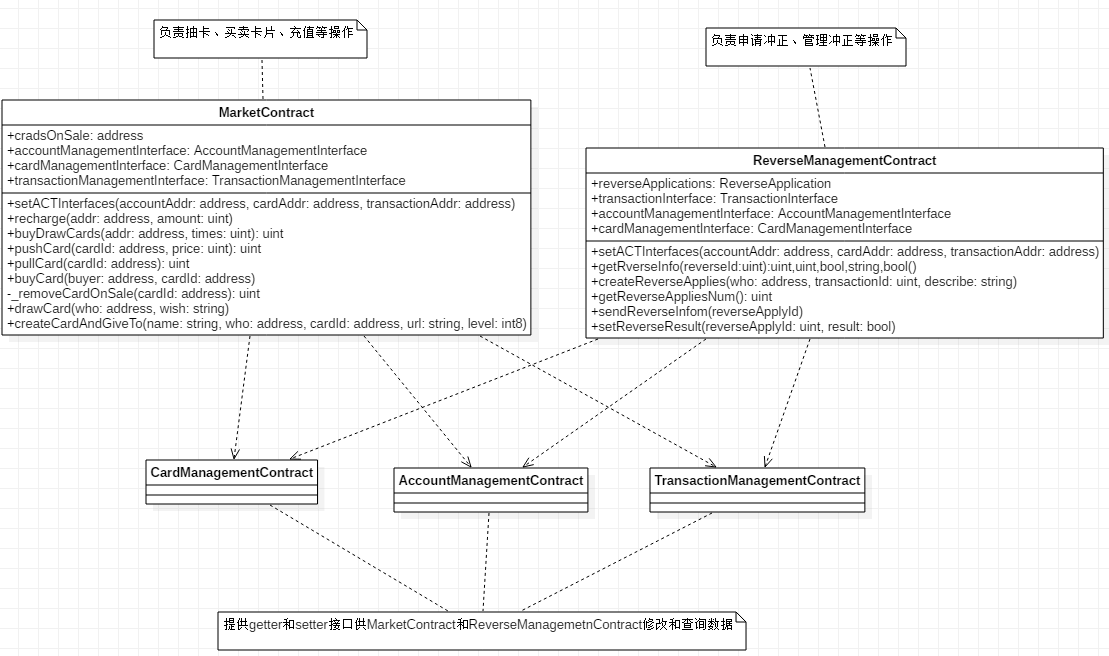 负责抽卡、买卖卡片、充值等操作
负责申请冲正、管理冲正等操作
MarketContract
+cradsOnSale: address
+accountManagementInterface: AccountManagementInterface
+cardManagementInterface: CardManagementInterface
+transactionManagementInterface: TransactionManagementInterface
+setACTInterfaces(accountAddr: address, cardAddr: address, transactionAddr: address)
+recharge(addr: address, amount: uint)
+buyDrawCards(addr: address, times: uint): uint
+pushCard(cardId: address, price: uint): uint
+pullCard(cardId: address): uint
+buyCard(buyer: address, cardId: address)
-_removeCardOnSale(cardId: address): uint
+drawCard(who: address, wish: string)
+createCardAndGiveTo(name: string, who: address, cardId: address, url: string, level: int8)
ReverseManagementContract
+reverseApplications: ReverseApplication
+transactionInterface: TransactionInterface
+accountManagementInterface: AccountManagementInterface
+cardManagementInterface: CardManagementInterface
+setACTInterfaces(accountAddr: address, cardAddr: address, transactionAddr: address)
+getRverseInfo(reverseId:uint):uint,uint,bool,string,bool()
+createReverseApplies(who: address, transactionId: uint, describe: string)
+getReverseAppliesNum(): uint
+sendReverseInfom(reverseApplyId)
+setReverseResult(reverseApplyId: uint, result: bool)
CardManagementContract
AccountManagementContract
TransactionManagementContract
提供getter和setter接口供MarketContract和ReverseManagemetnContract修改和查询数据